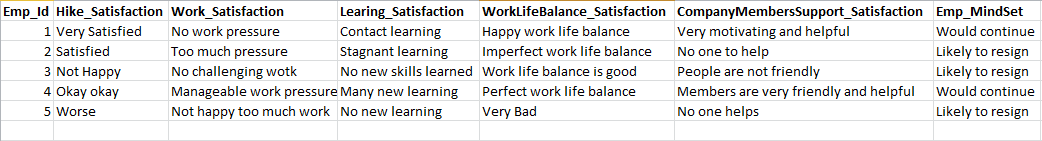 Emp_Id Hike_Satisfaction Work_Satisfaction Learing_Satisfaction WorkLifeBalance_Satisfaction CompanyMembersSupport_Satisfaction Emp_MindSet
1 Very Satisfied No work pressure Contact learning Happy work life balance Very motivating and helpful Would continue
2 Satisfied Too much pressure Stagnant learning Imperfect work life balance No one to help Likely to resign
3 Not Happy No challenging wotk No new skills learned Work life balance is good People are not friendly Likely to resign
4 Okay okay Manageable work pressure Many new learning Perfect work life balance Members are very friendly and helpful Would continue
5 Worse Not happy too much work No new learning Very Bad No one helps Likely to resign